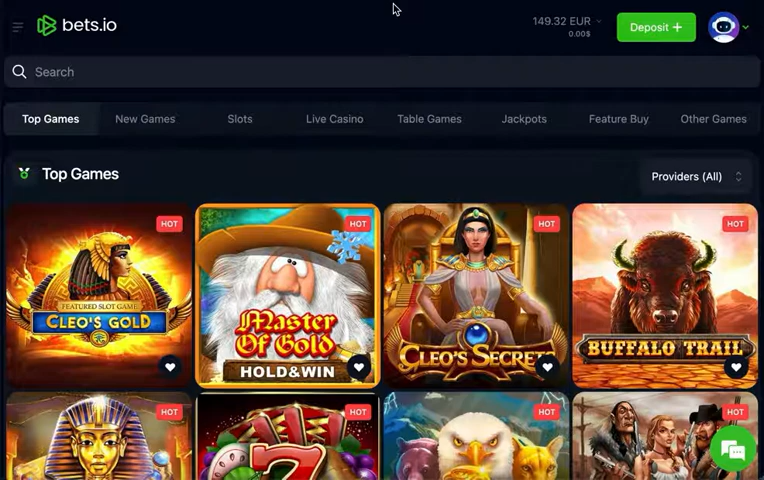 bets.io
149.32 EUR
0.00$
Deposit +
Search
Top Games
New Games
Slots
Live Casino
Table Games
Jackpots
Feature Buy
Other Games
Top Games
Providers (All)
HOT
HOT
HOT
HOT
FEATURED SLOT GAME
CLEO'S GOLD
Master
Of Gold
HOLD&WIN
CLEO'S SECRETS
BUFFALO TRAIL
HOT
HOT
HOT
HOT
7